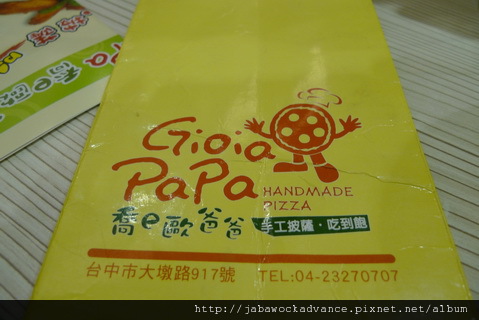 Gioia
PaPa
HANDMADE
PIZZA
喬e歐爸爸 手工披薩·吃到飽
台中市大墩路917號 TEL:04-23270707
http://jabawockadvance.pixnet.net/album